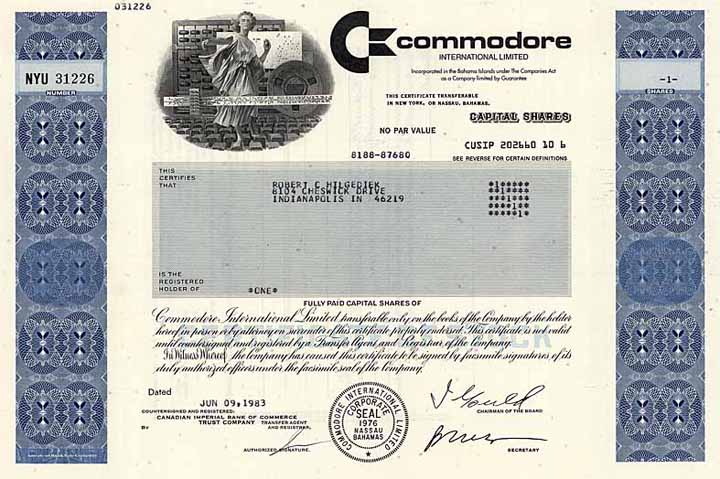 031226
commodore
INTERNATIONAL LIMITED
Incorporated in the Bahama Islands under The Companies Act
as a Company limited by Guarantee
NYU 31226
NUMBER
-1-
SHARES
THIS CERTIFICATE TRANSFERABLE
IN NEW YORK, OR NASSAU, BAHAMAS.
CAPITAL SHARES
NO PAR VALUE
CUSIP 202660 10 6
8188-87680
SEE REVERSE FOR CERTAIN DEFINITIONS
THIS
CERTIFIES
THAT
ROBERT C HILGEDICK
8104 CHESWICK DRIVE
INDIANAPOLIS IN 46219
*1*****
**1****
***1***
****1**
*****1*
IS THE
REGISTERED
HOLDER OF
*ONE*
FULLY PAID CAPITAL SHARES OF
Commodore International Limited transferable only on the books of the Company by the holder
hereof in person or by attorney on surrender of this certificate properly endorsed. This certificate is not valid
until countersigned and registered by a Transfer Agent and Registrar of the Company.
In Witness Whereof, the Company has caused this certificate to be signed by facsimile signatures of its
duly authorized officers under the facsimile seal of the Company.
Dated
JUN 09, 1983
COUNTERSIGNED AND REGISTERED:
CANADIAN IMPERIAL BANK OF COMMERCE
TRUST COMPANY
TRANSFER AGENT
AND REGISTRAR,
BY
AUTHORIZED SIGNATURE.
COMMODORE INTERNATIONAL LIMITED
CORPORATE
SEAL
1976
NASSAU
BAHAMAS
I Gould
CHAIRMAN OF THE BOARD
SECRETARY